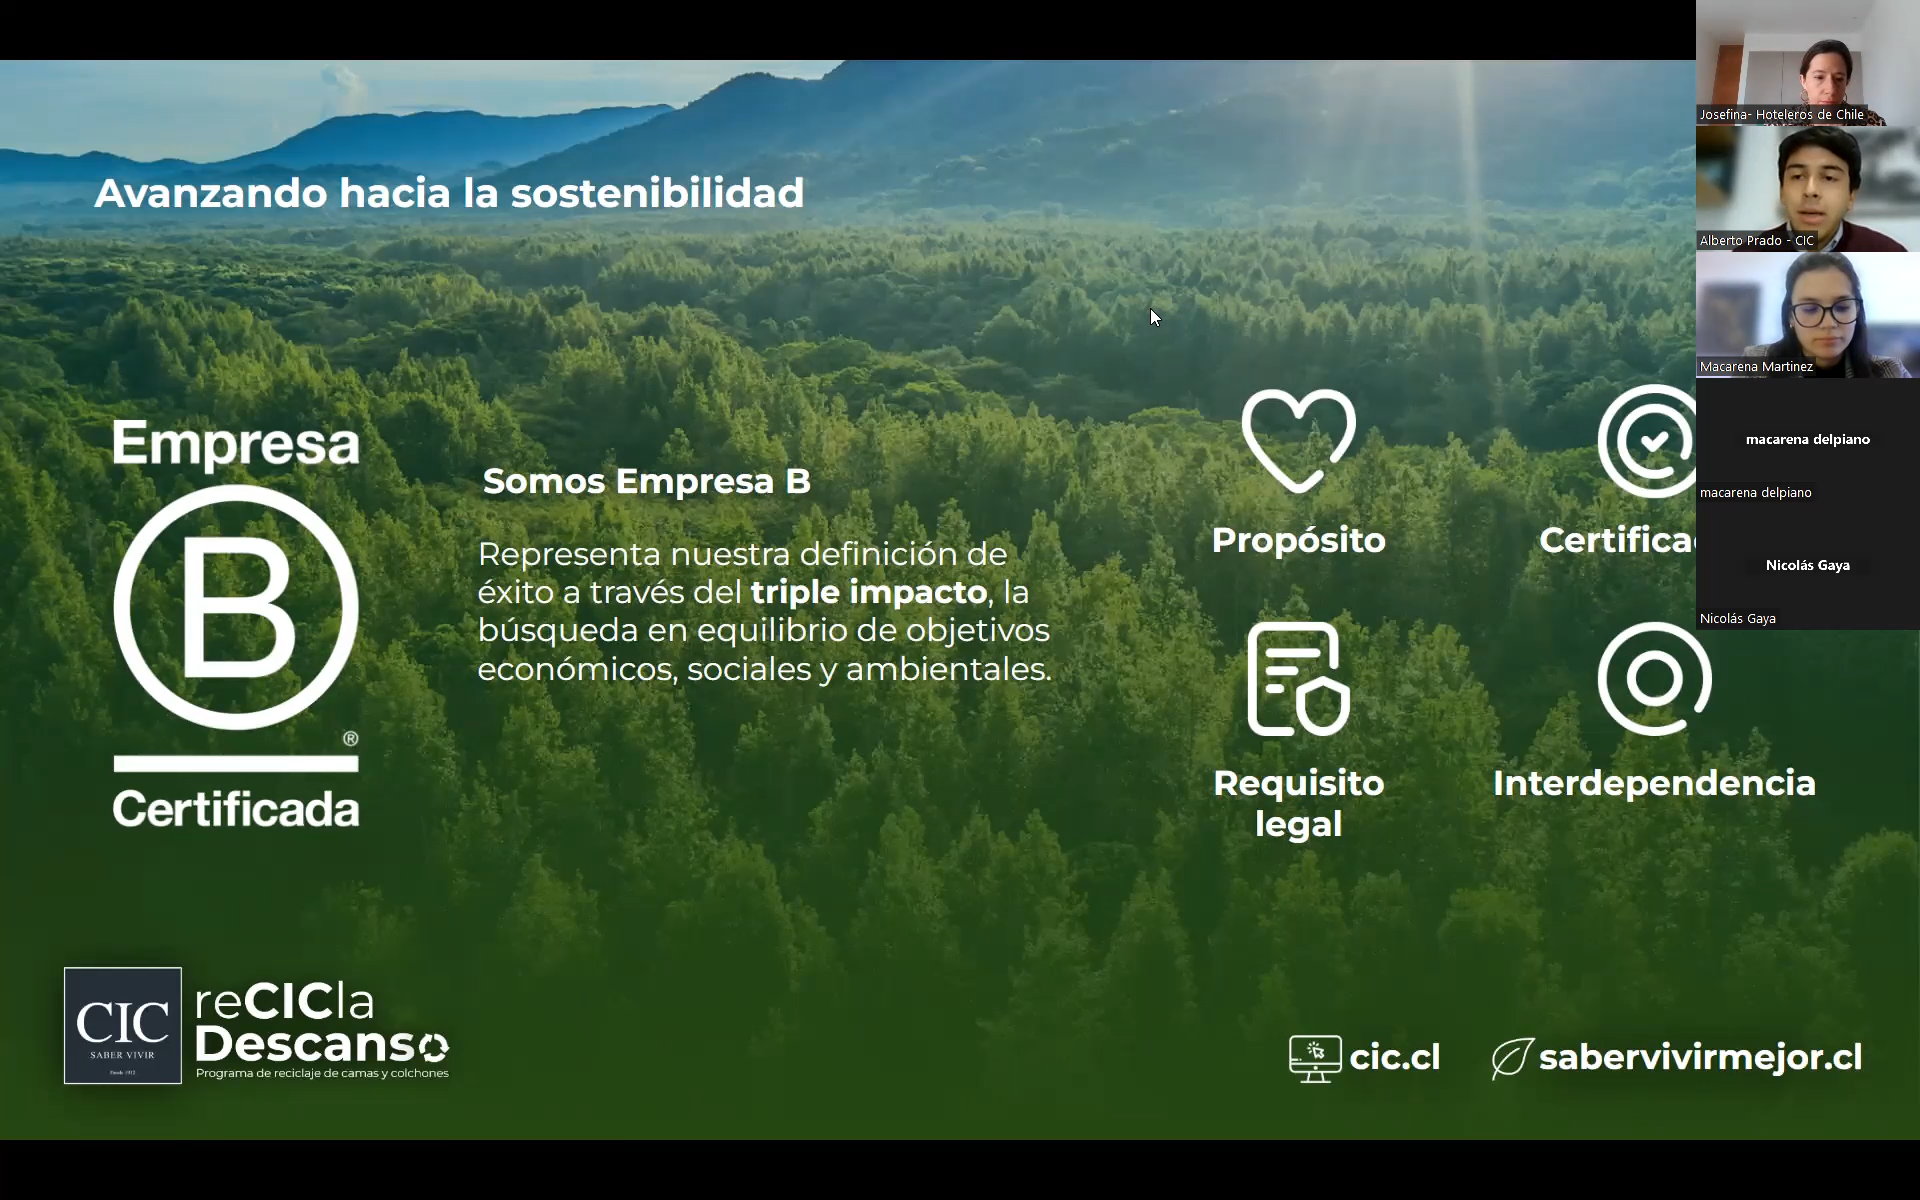 Avanzando hacia la sostenibilidad
Empresa
B
®
Certificada
Somos Empresa B
Representa nuestra definición de
éxito a través del triple impacto, la
búsqueda en equilibrio de objetivos
económicos, sociales y ambientales.
Propósito
Certifica
Requisito
legal
Interdependencia
CIC
SABER VIVIR
Desde 1912
reCICla
Descanso
Programa de reciclaje de camas y colchones
cic.cl
sabervivirmejor.cl
Josefina- Hoteleros de Chile
Alberto Prado - CIC
Macarena Martinez
macarena delpiano
macarena delpiano
Nicolás Gaya
Nicolás Gaya